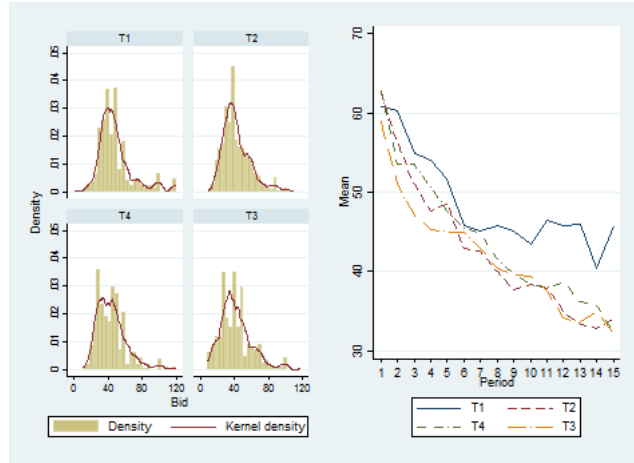 T1
T2
.05
.04
.03
.02
.01
0
T4
T3
.05
.04
.03
.02
.01
0
Density
0 40 80 120 0 40 80 120
Bid
Density Kernel density
70
60
50
40
30
Mean
1 2 3 4 5 6 7 8 9 10 11 12 13 14 15
Period
T1 T2
T4 T3